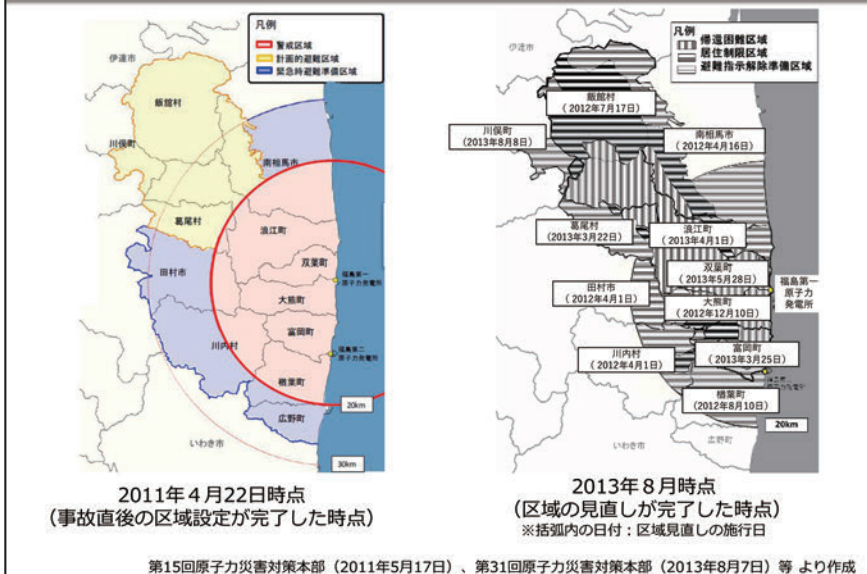 凡例
警戒区域
計画的避難区域
緊急時避難準備区域
伊達市
飯館村
川俣町
南相馬市
葛尾村
浪江町
田村市
双葉町
福島第一
原子力発電所
大熊町
富岡町
福島第二
原子力発電所
川内村
楢葉町
20km
広野町
いわき市
30km
2011年4月22日時点
(事故直後の区域設定が完了した時点)
凡例
帰還困難区域
居住制限区域
避難指示解除準備区域
伊達市
飯館村
(2012年7月17日)
川俣町
(2013年8月8日)
南相馬市
(2012年4月16日)
葛尾村
(2013年3月22日)
浪江町
(2013年4月1日)
双葉町
(2013年5月28日)
福島第一
原子力
発電所
田村市
(2012年4月1日)
大熊町
(2012年12月10日)
富岡町
(2013年3月25日)
川内村
(2012年4月1日)
楢葉町
(2012年8月10日)
20km
広野町
いわき市
2013年8月時点
(区域の見直しが完了した時点)
※括弧内の日付:区域見直しの施行日
第15回原子力災害対策本部(2011年5月17日)、第31回原子力災害対策本部(2013年8月7日)等 より作成